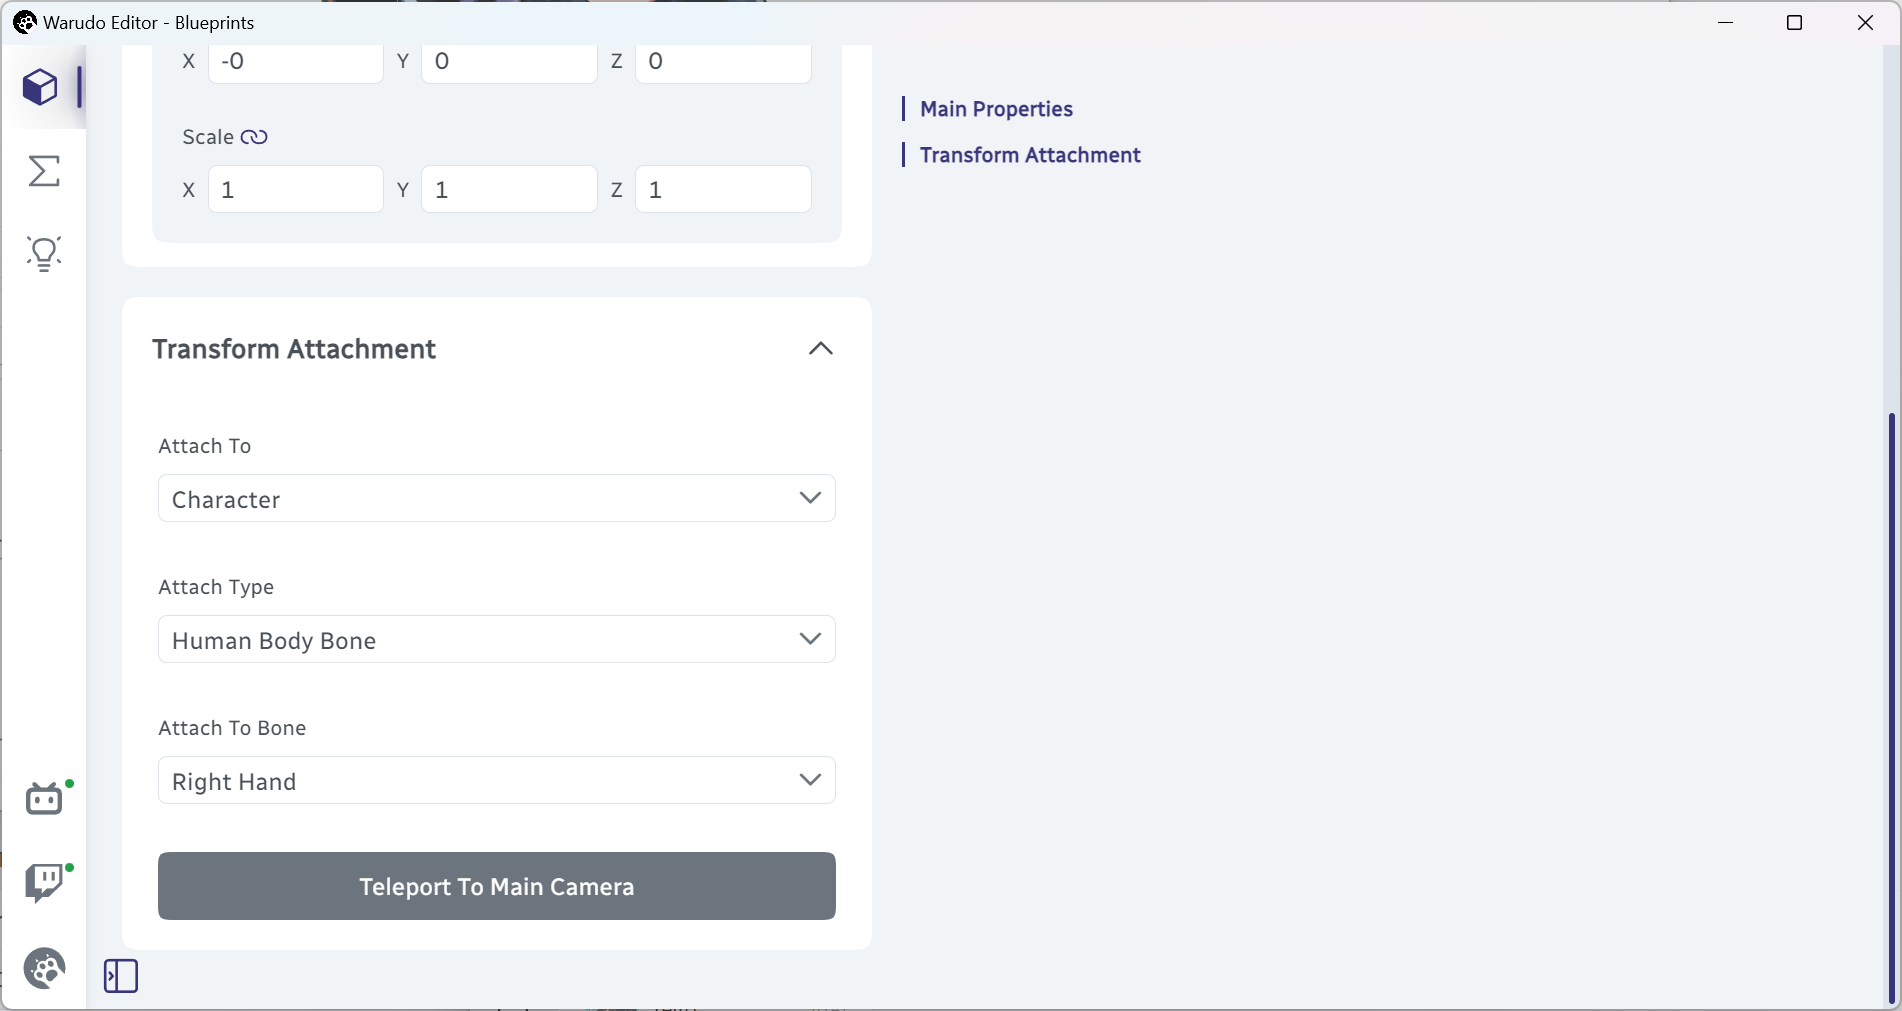 Warudo Editor - Blueprints
X -0 Y 0 Z 0
Scale
X 1 Y 1 Z 1
Main Properties
Transform Attachment
Transform Attachment
Attach To
Character
Attach Type
Human Body Bone
Attach To Bone
Right Hand
Teleport To Main Camera